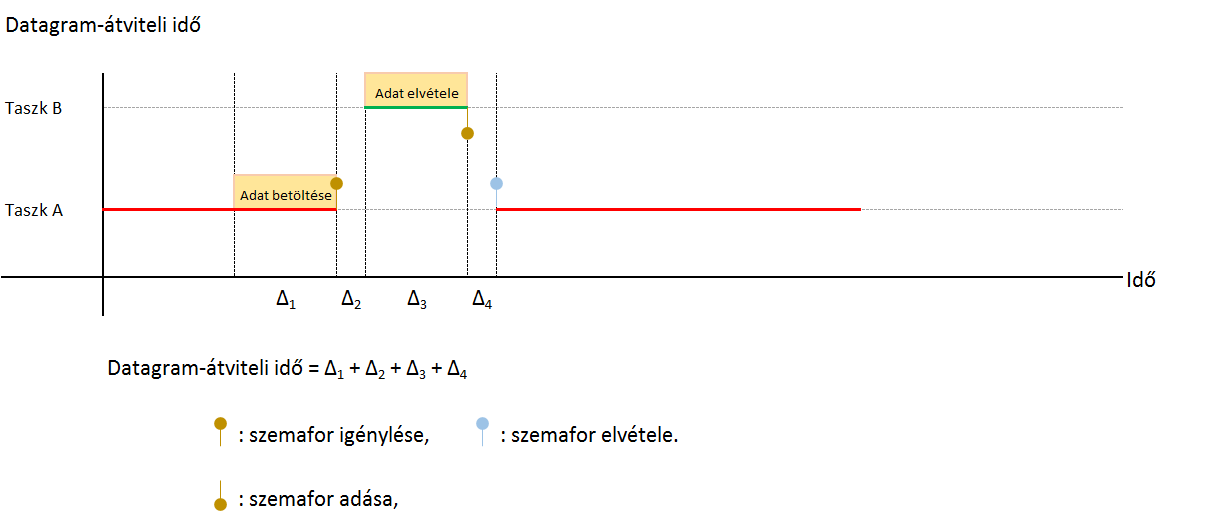 Datagram-átviteli idő
Taszk B
Adat elvétele
Adat betöltése
Taszk A
Idő
Δ1 Δ2 Δ3 Δ4
Datagram-átviteli idő = Δ1 + Δ2 + Δ3 + Δ4
: szemafor igénylése, : szemafor elvétele.
: szemafor adása,